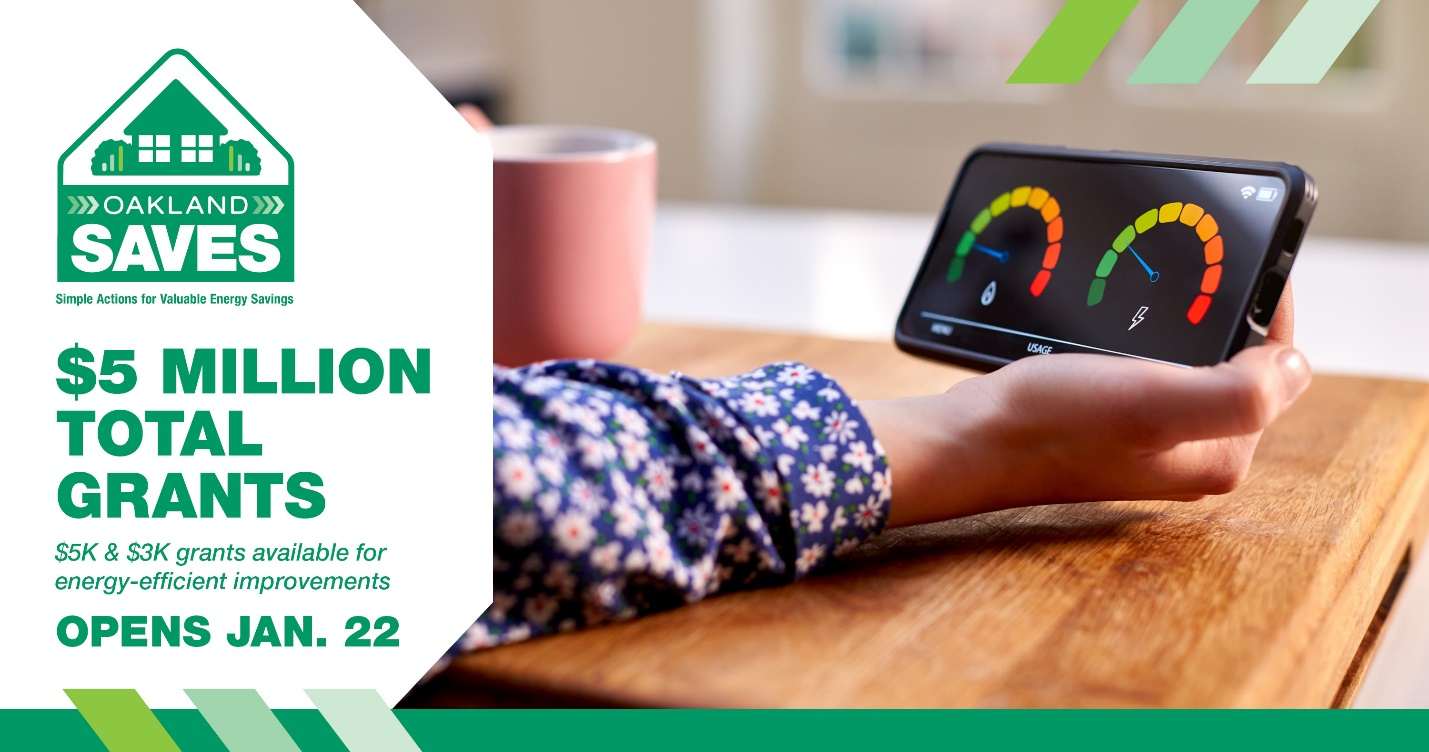 OAKLAND
SAVES
Simple Actions for Valuable Energy Savings
$5 MILLION
TOTAL
GRANTS
$5K & $3K grants available for
energy-efficient improvements
OPENS JAN. 22
MENU
USAGE